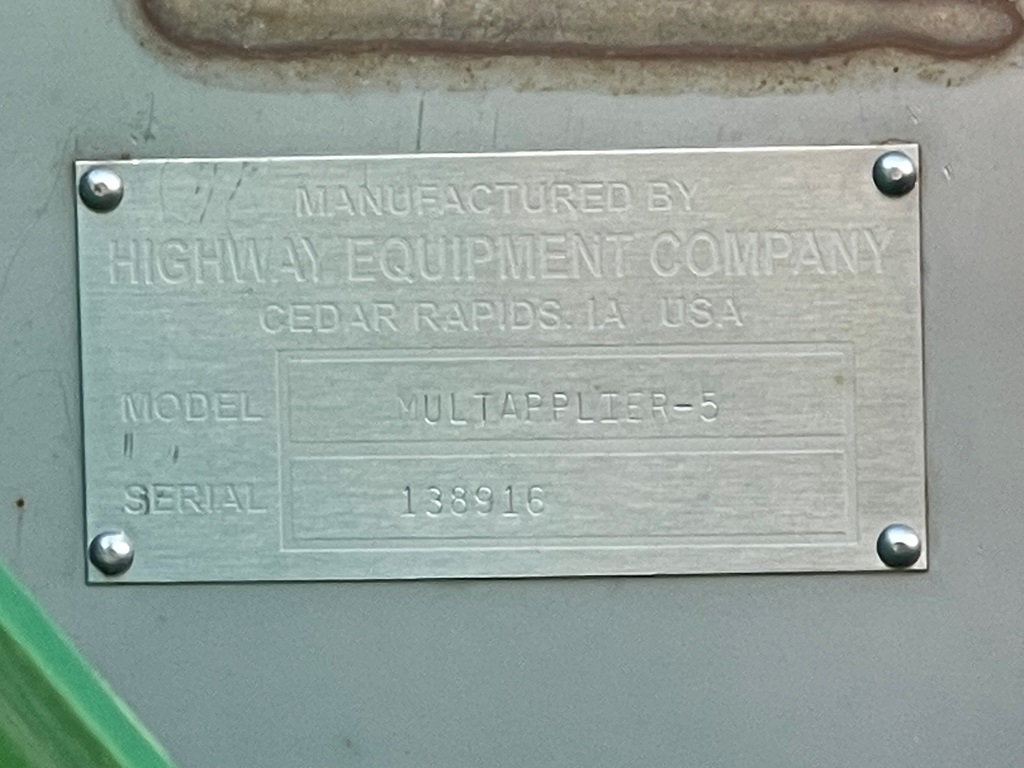 MANUFACTURED BY
HIGHWAY EQUIPMENT COMPANY
CEDAR RAPIDS, IA USA
MODEL MULTAPPLIER-5
SERIAL 138916